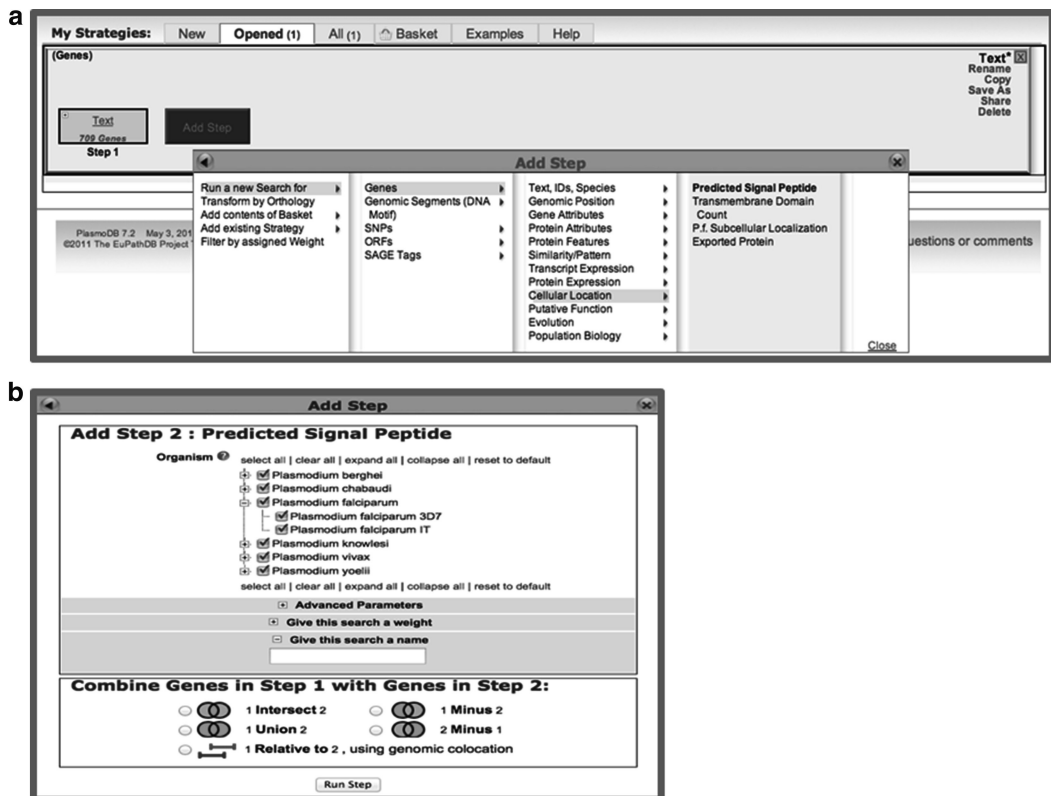 a
My Strategies: New Opened (1) All (1) Basket Examples Help
(Genes)
Text*
Rename
Copy
Save As
Share
Delete
Text
709 Genes
Step 1
Add Step
Add Step
Run a new Search for
Transform by Orthology
Add contents of Basket
Add existing Strategy
Filter by assigned Weight
Genes
Genomic Segments (DNA
Motif)
SNPs
ORFs
SAGE Tags
Text, IDs, Species
Genomic Position
Gene Attributes
Protein Attributes
Protein Features
Similarity/Pattern
Transcript Expression
Protein Expression
Cellular Location
Putative Function
Evolution
Population Biology
Predicted Signal Peptide
Transmembrane Domain
Count
P.f. Subcellular Localization
Exported Protein
Close
PlasmoDB 7.2 May 3, 201
©2011 The EuPathDB Project
uestions or comments
b
Add Step
Add Step 2 : Predicted Signal Peptide
Organism
select all | clear all | expand all | collapse all | reset to default
Plasmodium berghei
Plasmodium chabaudi
Plasmodium falciparum
Plasmodium falciparum 3D7
Plasmodium falciparum IT
Plasmodium knowlesi
Plasmodium vivax
Plasmodium yoelii
select all | clear all | expand all | collapse all | reset to default
Advanced Parameters
Give this search a weight
Give this search a name
Combine Genes in Step 1 with Genes in Step 2:
1 Intersect 2 1 Minus 2
1 Union 2 2 Minus 1
1 Relative to 2 , using genomic colocation
Run Step